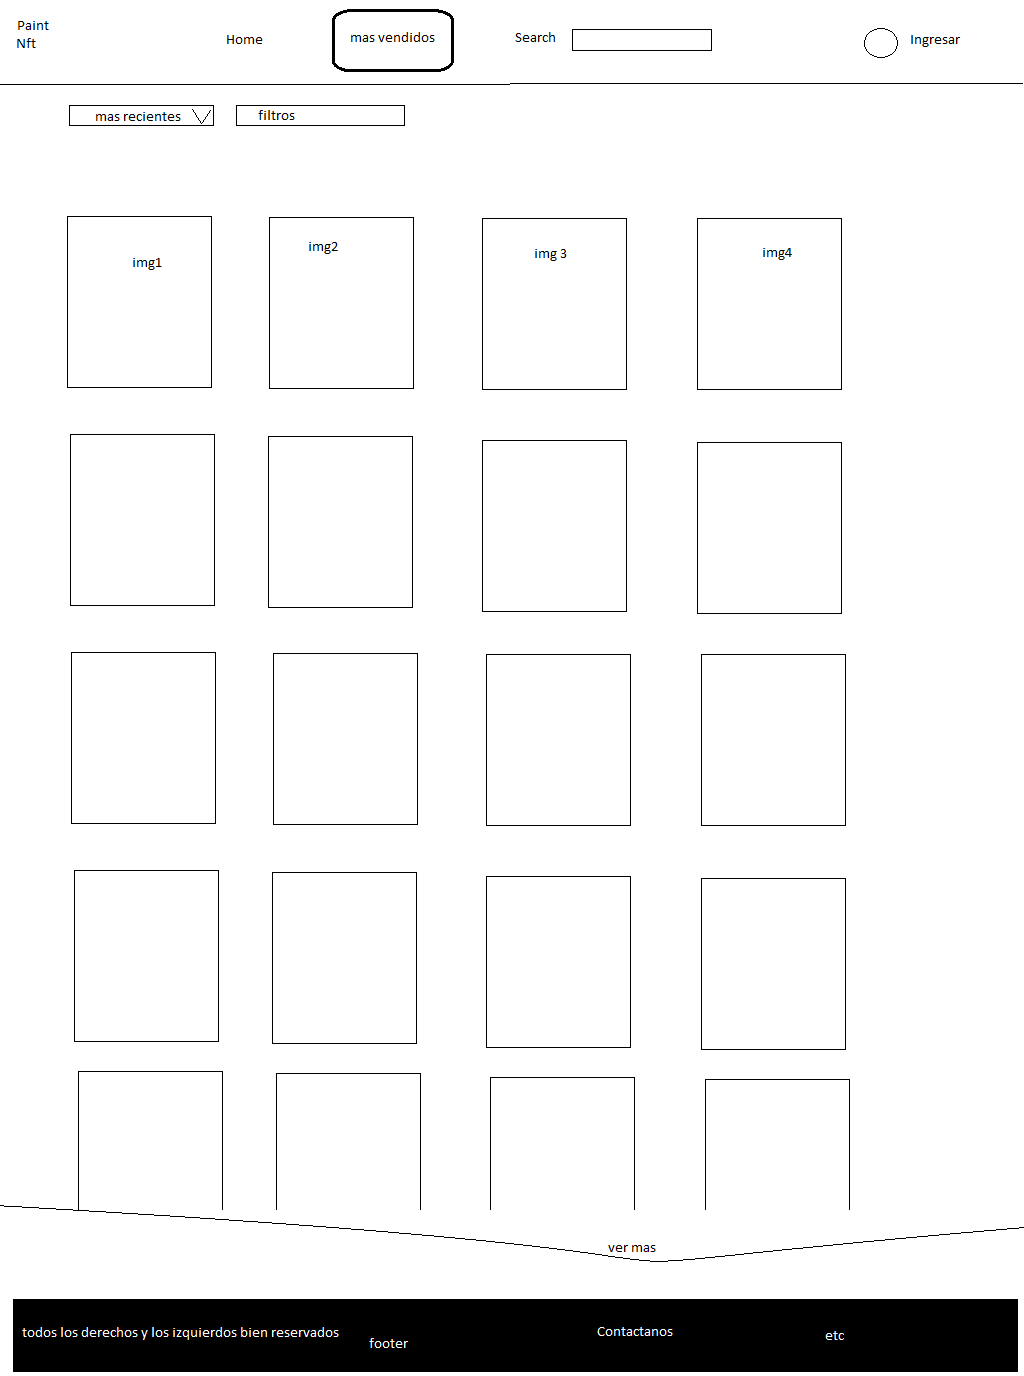 Paint
Nft
Home
mas vendidos
Search
Ingresar
mas recientes
filtros
img1
img2
img 3
img4
ver mas
todos los derechos y los izquierdos bien reservados
footer
Contactanos
etc